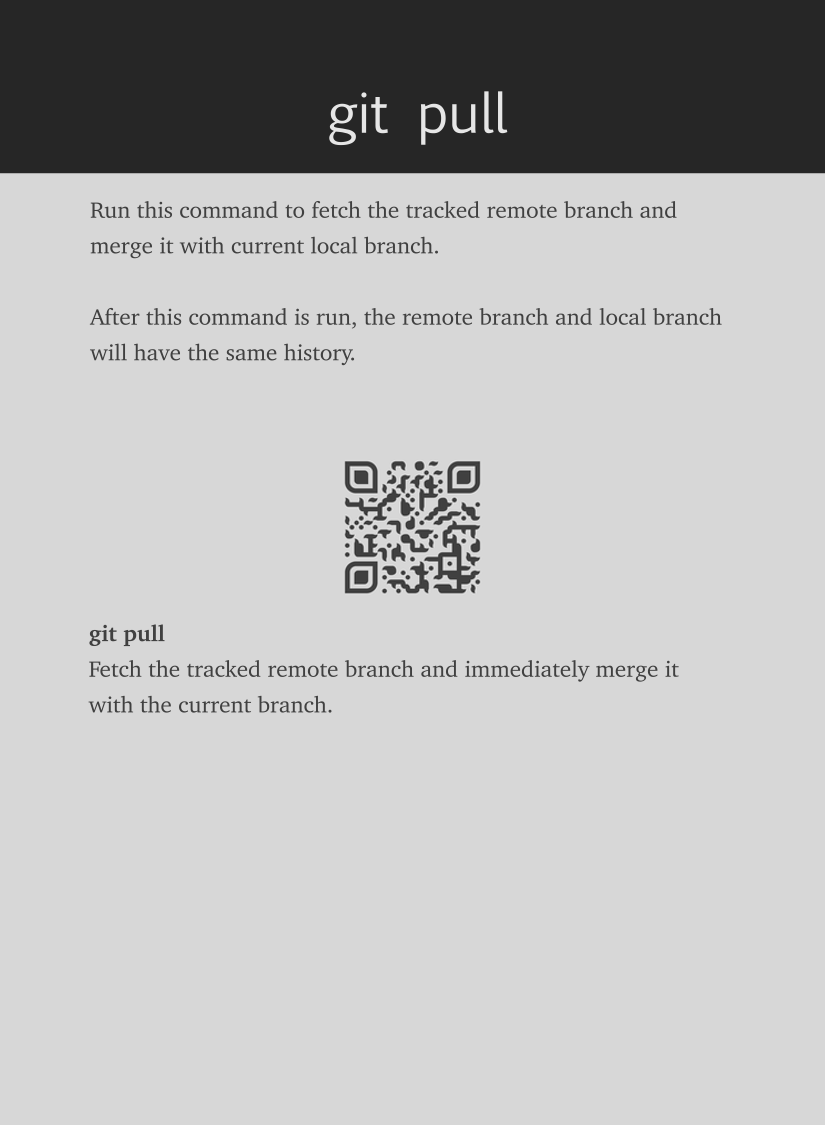 git pull
Run this command to fetch the tracked remote branch and
merge it with current local branch.
After this command is run, the remote branch and local branch
will have the same history.
git pull
Fetch the tracked remote branch and immediately merge it
with the current branch.